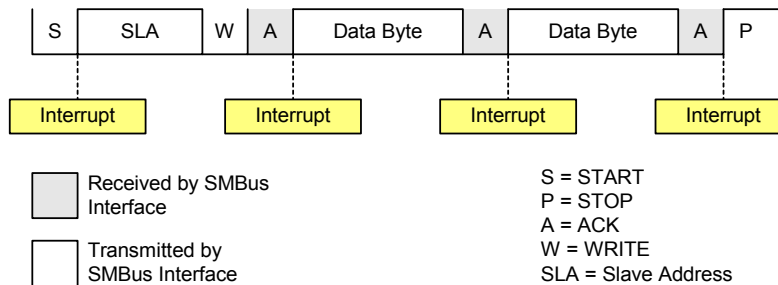 S SLA W A Data Byte A Data Byte A P
Interrupt Interrupt Interrupt Interrupt
Received by SMBus
Interface
Transmitted by
SMBus Interface
S = START
P = STOP
A = ACK
W = WRITE
SLA = Slave Address